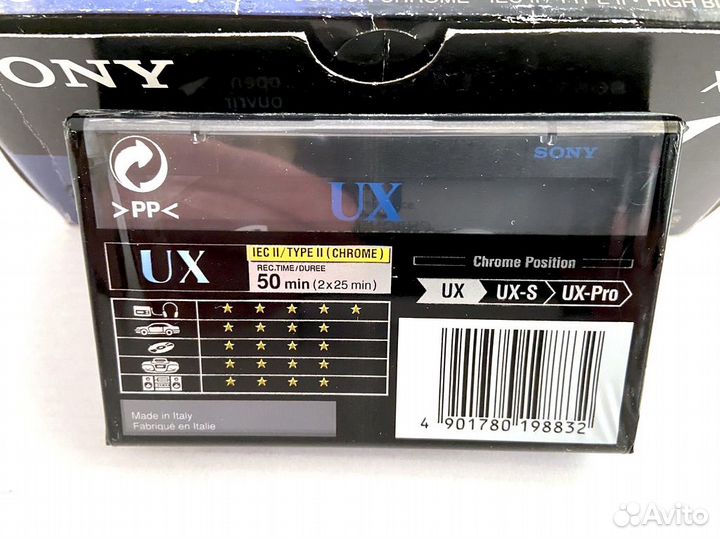 SONY
UX
>PP<
UX
IEC II/TYPE II (CHROME)
REC.TIME/DUREE
50 min (2x25 min)
Chrome Position
UX UX-S UX-Pro
Made in Italy
Fabriqué en Italie
4 901780 198832
Avito